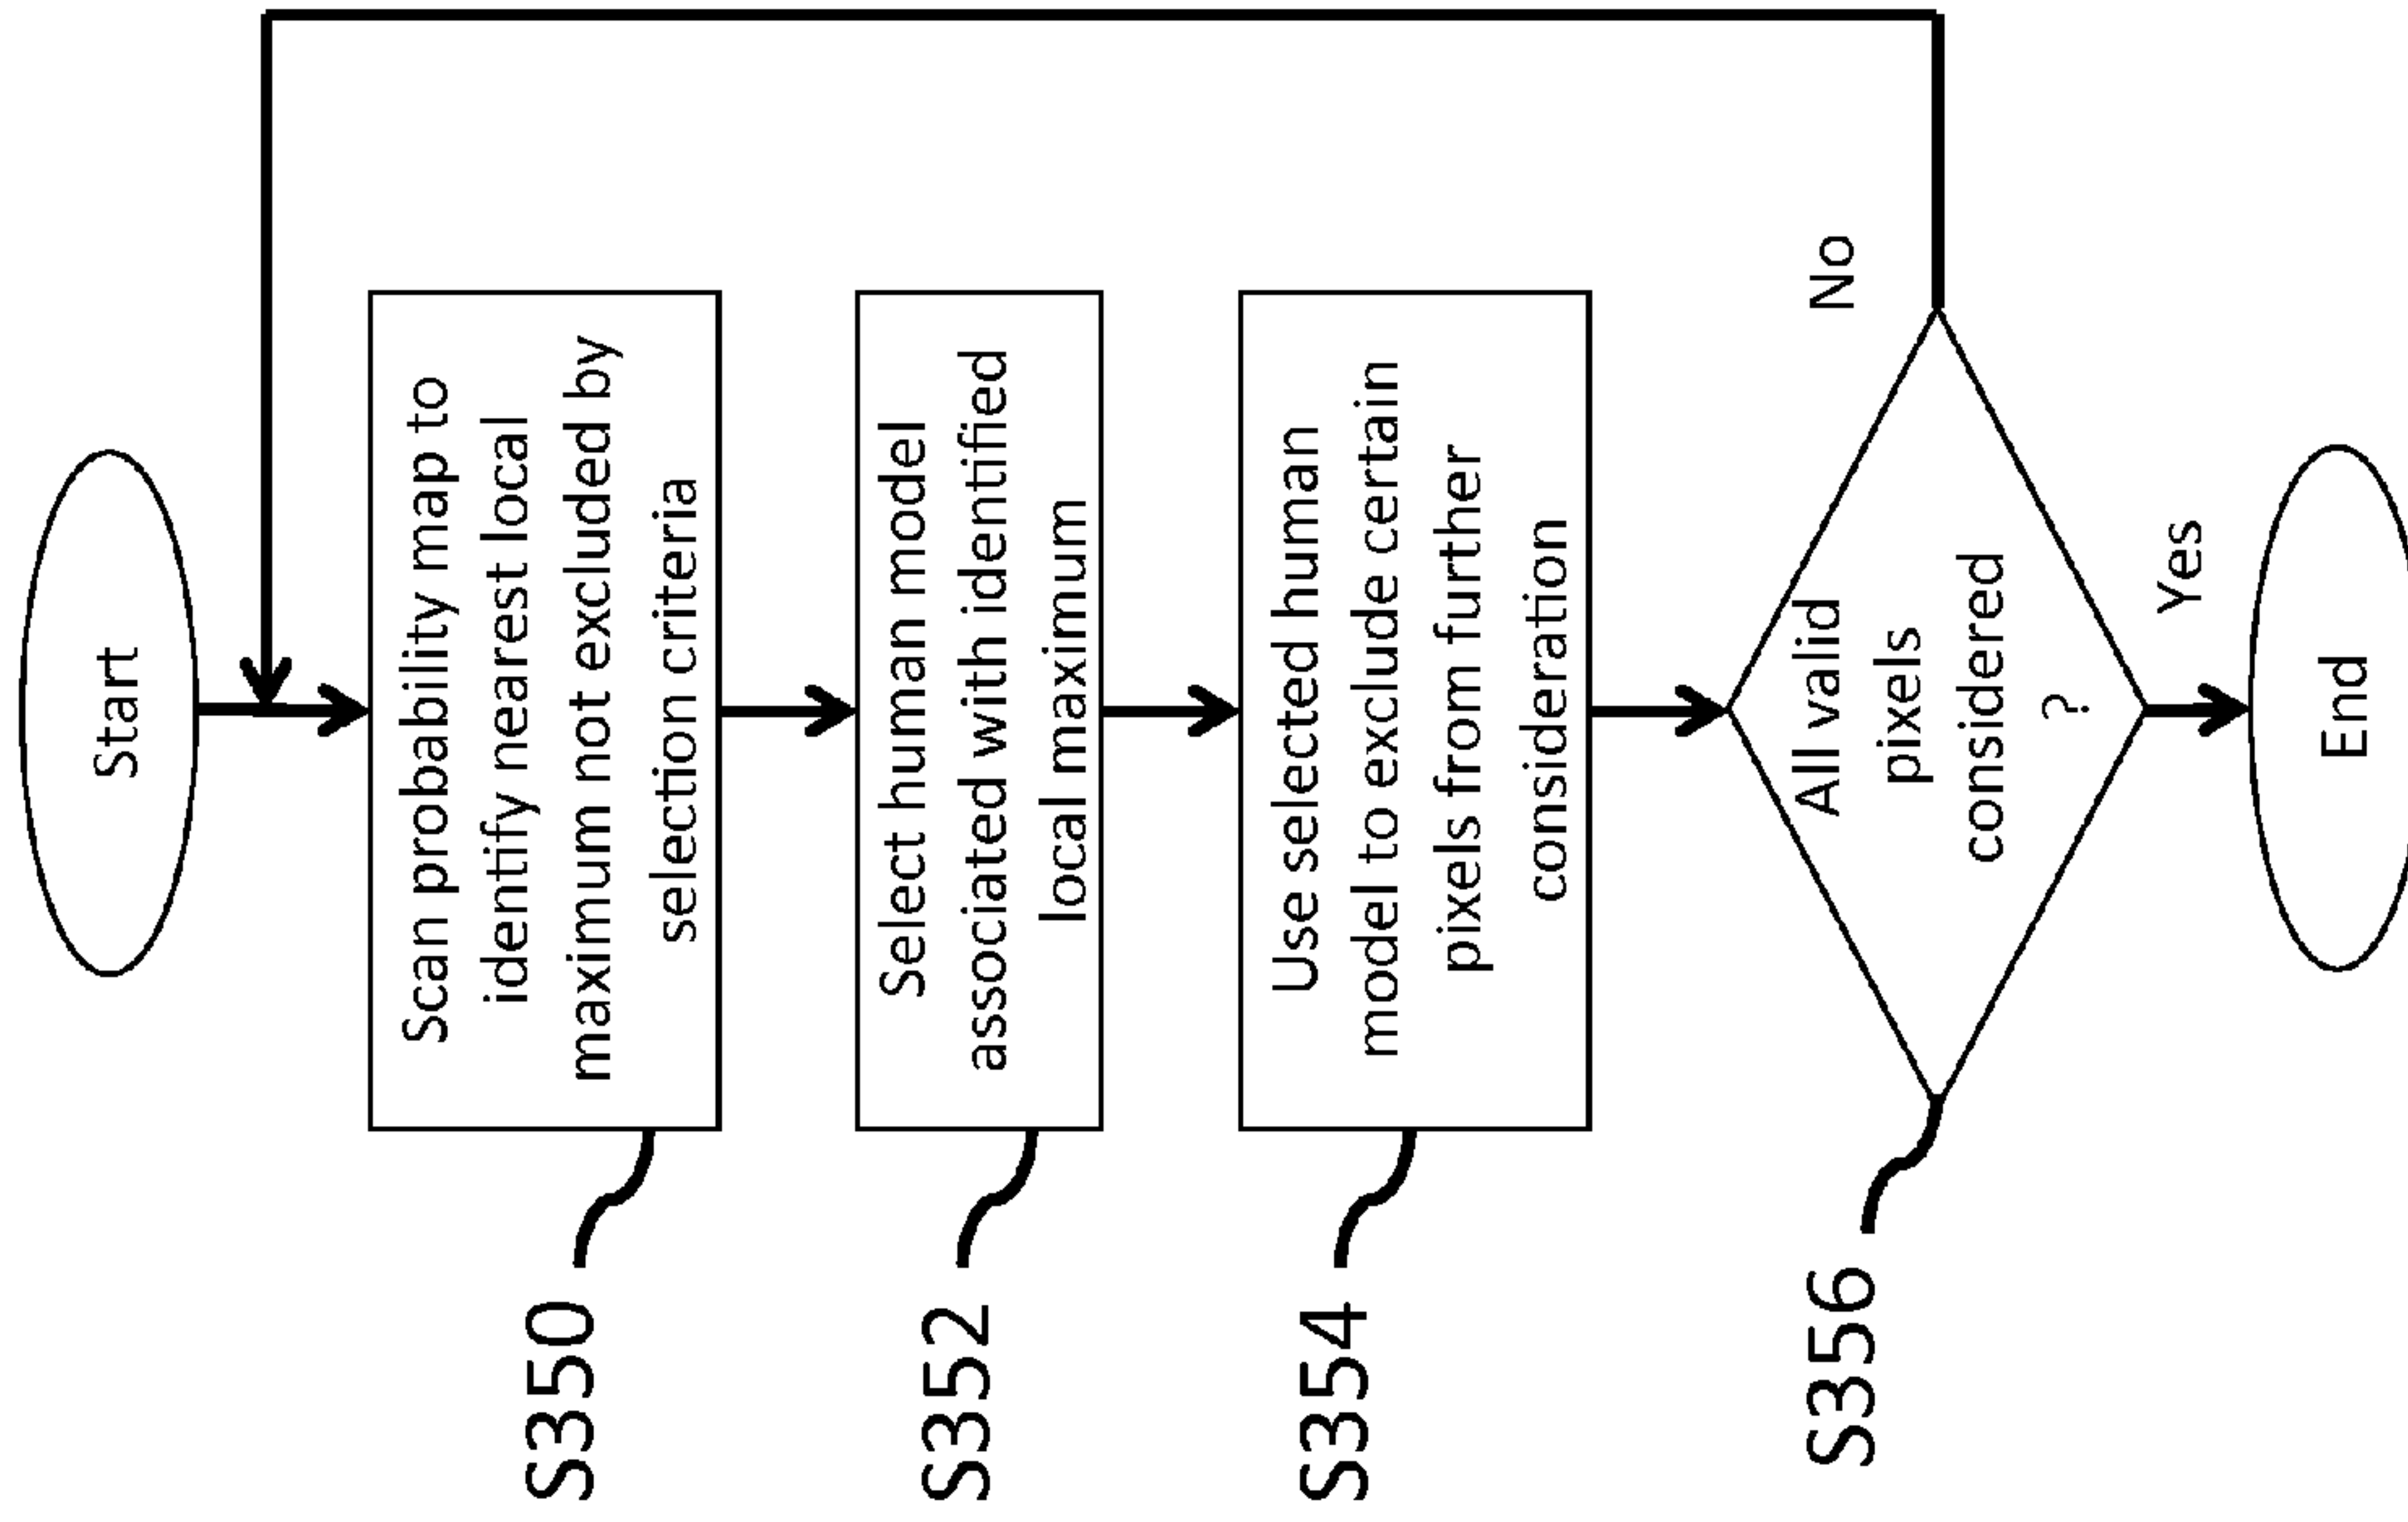 Start
Scan probability map to
identify nearest local
maximum not excluded by
selection criteria
S350
Select human model
associated with identified
local maximum
S352
Use selected human
model to exclude certain
pixels from further
consideration
S354
All valid
pixels
considered
?
No
S356
Yes
End